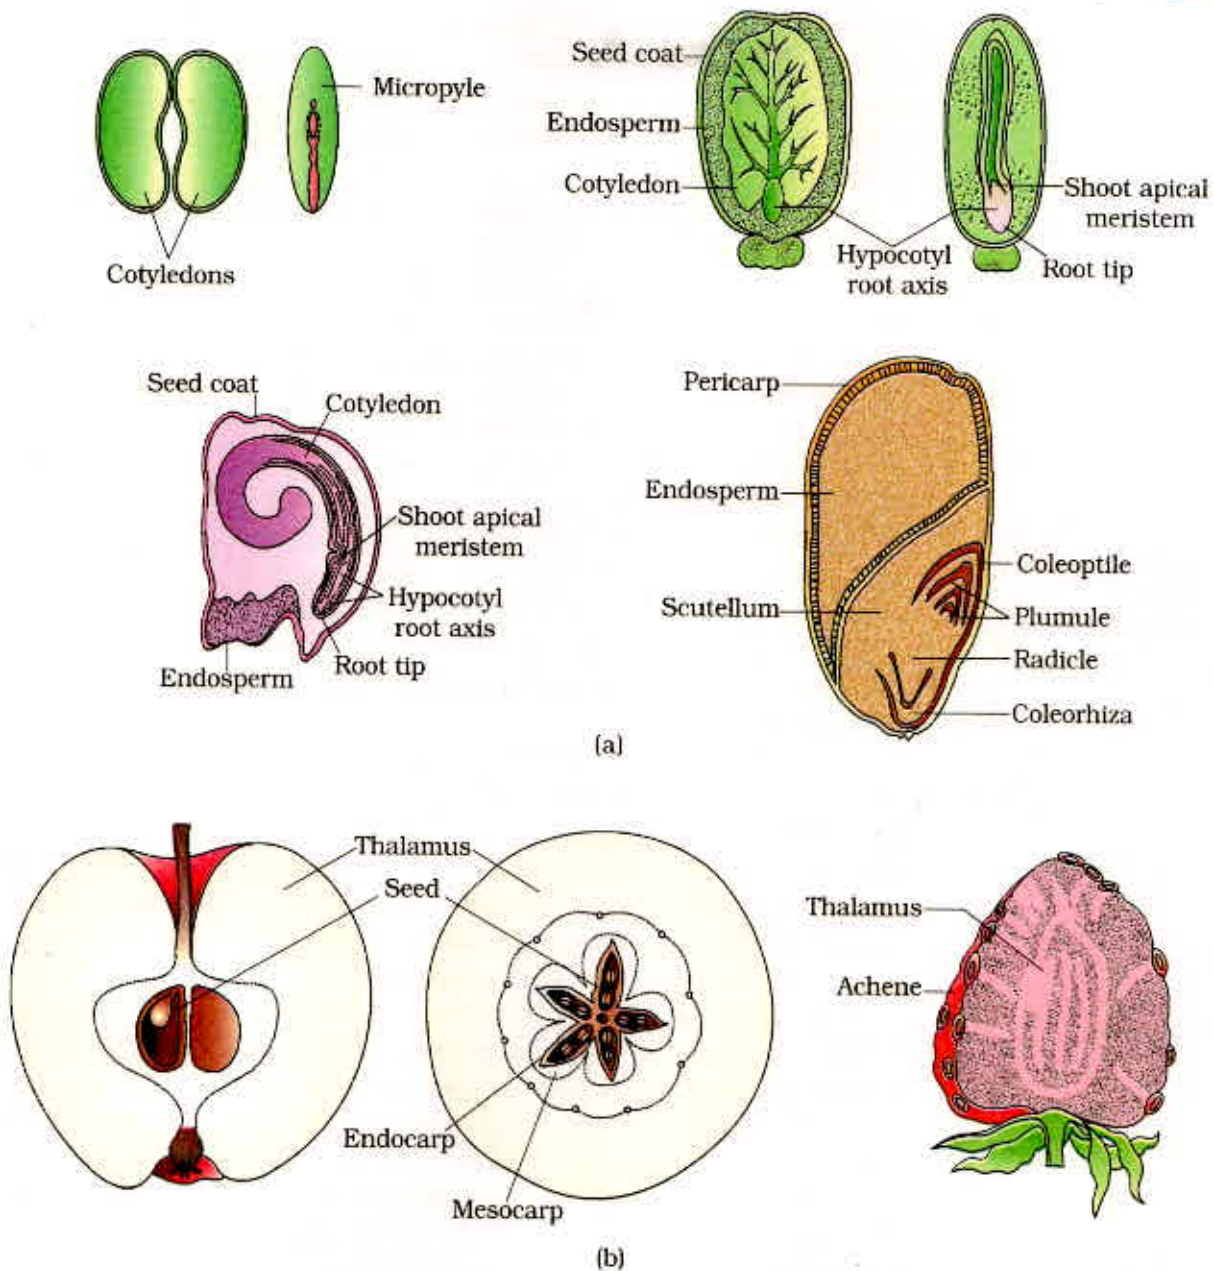 Micropyle
Cotyledons
Seed coat
Endosperm
Cotyledon
Hypocotyl
root axis
Shoot apical
meristem
Root tip
Seed coat
Cotyledon
Shoot apical
meristem
Hypocotyl
root axis
Root tip
Endosperm
Pericarp
Endosperm
Scutellum
Coleoptile
Plumule
Radicle
Coleorhiza
(a)
Thalamus
Seed
Endocarp
Mesocarp
Thalamus
Achene
(b)